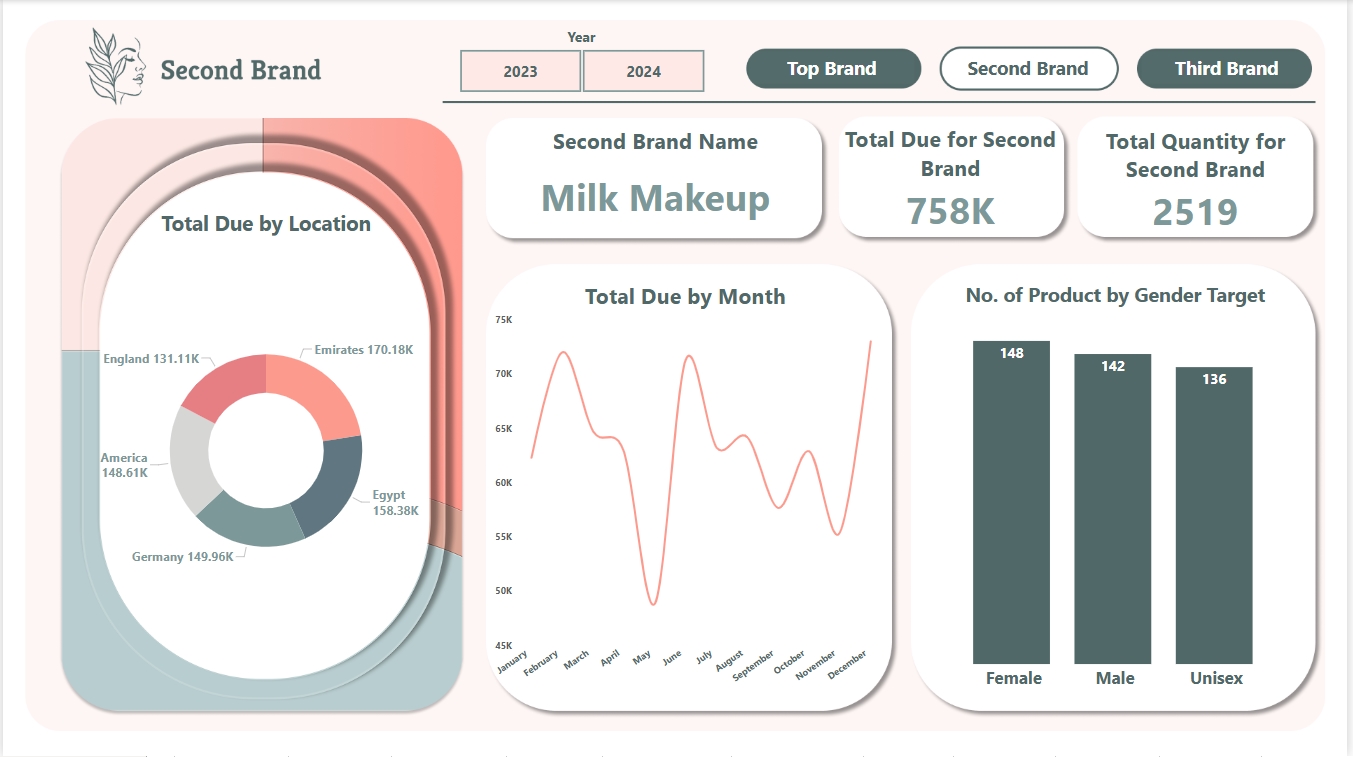 Second Brand
Year
2023
2024
Top Brand
Second Brand
Third Brand
Total Due by Location
England 131.11K
Emirates 170.18K
America
148.61K
Egypt
158.38K
Germany 149.96K
Second Brand Name
Milk Makeup
Total Due for Second
Brand
758K
Total Quantity for
Second Brand
2519
Total Due by Month
75K
70K
65K
60K
55K
50K
45K
January
February
March
April
May
June
July
August
September
October
November
December
No. of Product by Gender Target
148
142
136
Female
Male
Unisex